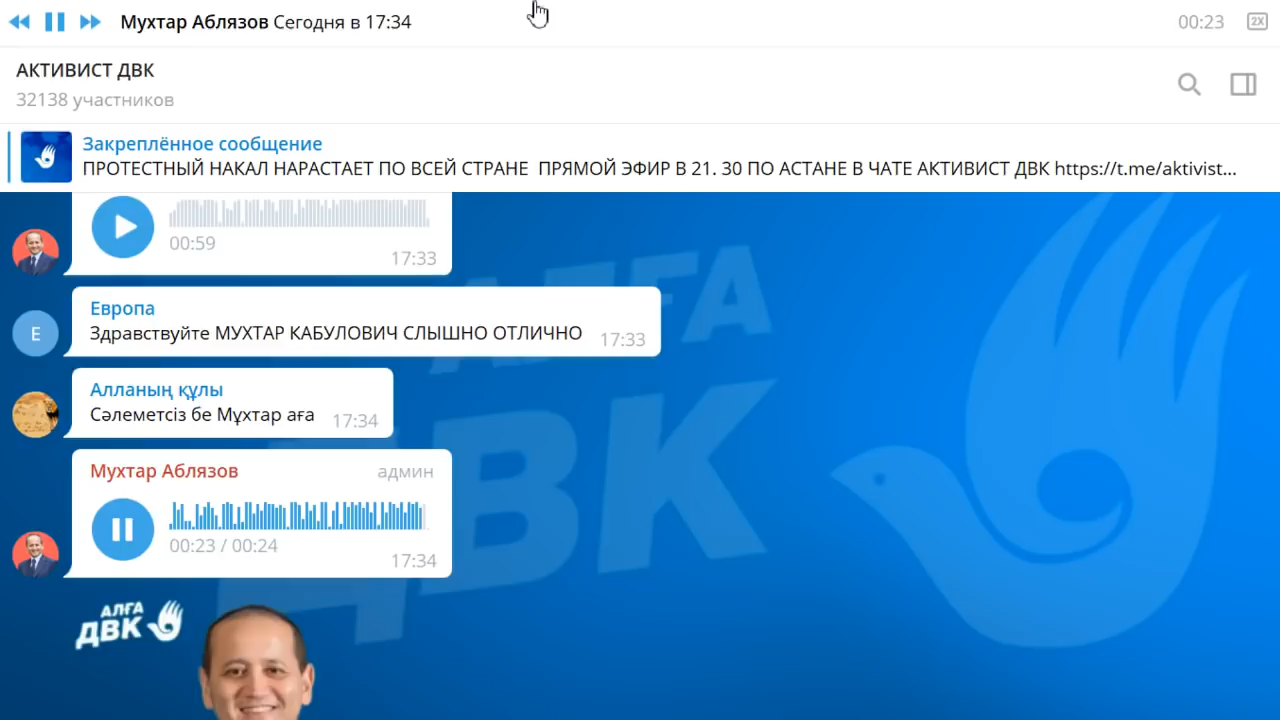 Мухтар Аблязов Сегодня в 17:34
00:23
2X
АКТИВИСТ ДВК
32138 участников
Закреплённое сообщение
ПРОТЕСТНЫЙ НАКАЛ НАРАСТАЕТ ПО ВСЕЙ СТРАНЕ ПРЯМОЙ ЭФИР В 21. 30 ПО АСТАНЕ В ЧАТЕ АКТИВИСТ ДВК https://t.me/aktivist...
00:59
17:33
Европа
Е
Здравствуйте МУХТАР КАБУЛОВИЧ СЛЫШНО ОТЛИЧНО
17:33
Алланың құлы
Сәлеметсіз бе Мұхтар аға
17:34
Мухтар Аблязов
админ
00:23 / 00:24
17:34
АЛҒА
ДВК
АЛҒА
ДВК